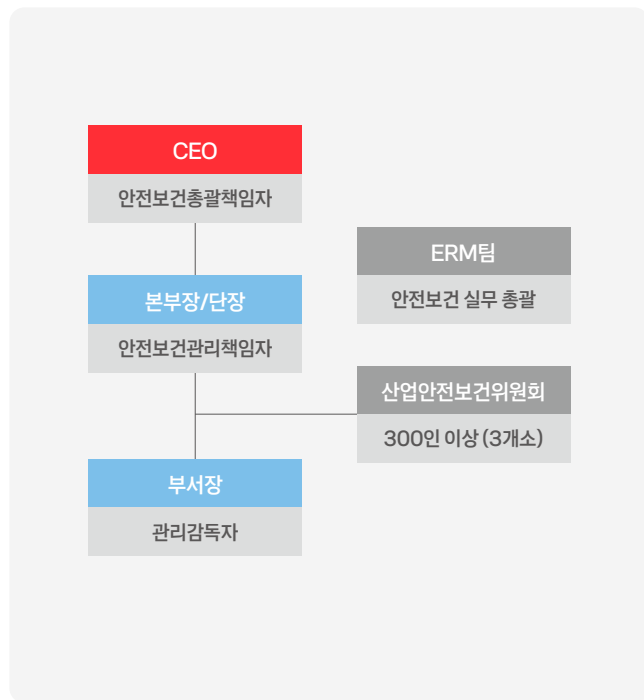 CEO
안전보건총괄책임자
ERM팀
안전보건 실무 총괄
본부장/단장
안전보건관리책임자
산업안전보건위원회
300인 이상 (3개소)
부서장
관리감독자